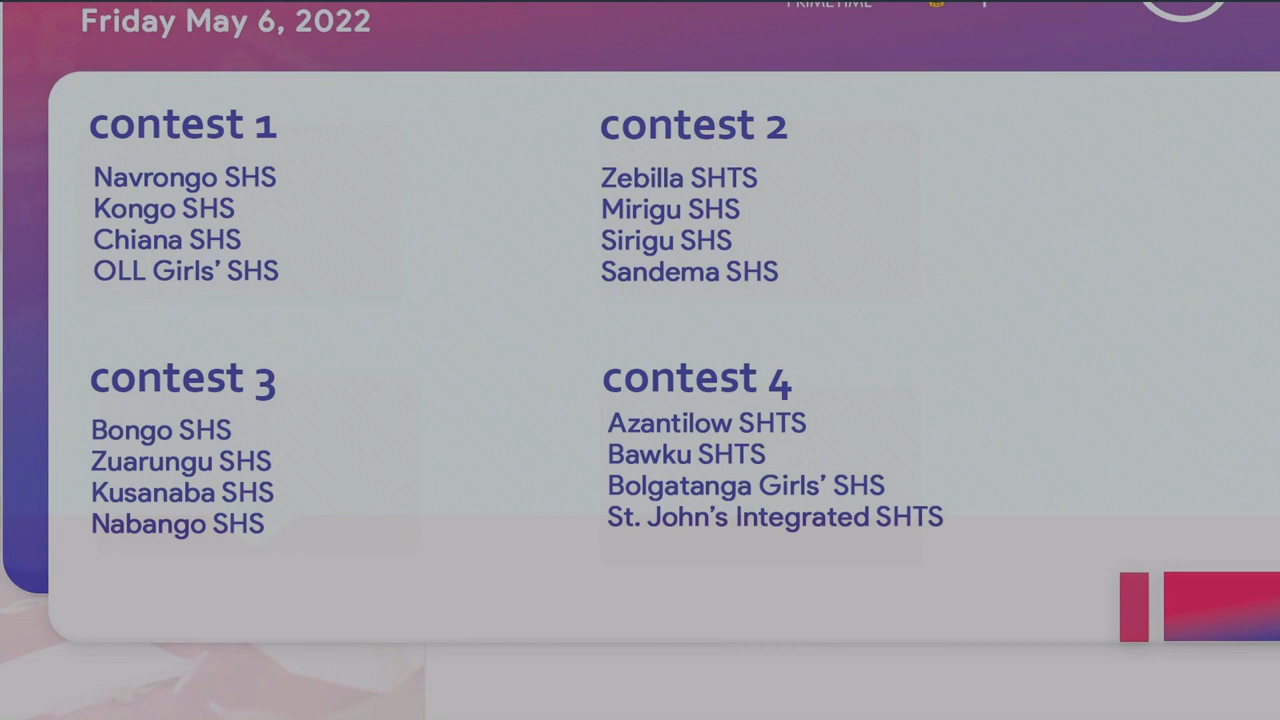 Friday May 6, 2022
PRIMETIME
contest 1
Navrongo SHS
Kongo SHS
Chiana SHS
OLL Girls’ SHS
contest 2
Zebilla SHTS
Mirigu SHS
Sirigu SHS
Sandema SHS
contest 3
Bongo SHS
Zuarungu SHS
Kusanaba SHS
Nabango SHS
contest 4
Azantilow SHTS
Bawku SHTS
Bolgatanga Girls’ SHS
St. John’s Integrated SHTS